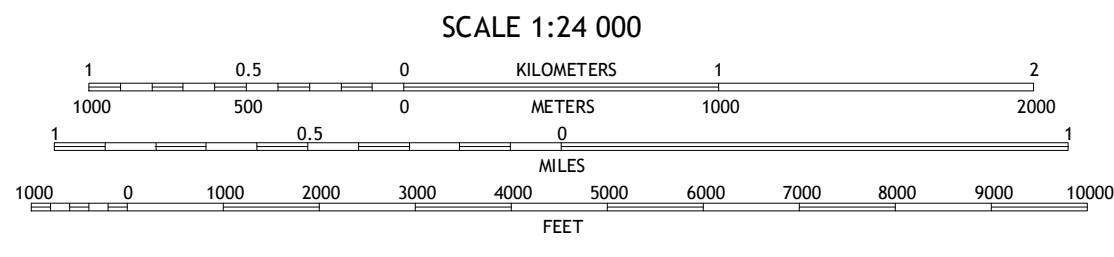 SCALE 1:24 000
1 0.5 0 KILOMETERS 1 2
1000 500 0 METERS 1000 2000
1 0.5 0 1
MILES
1000 0 1000 2000 3000 4000 5000 6000 7000 8000 9000 10000
FEET